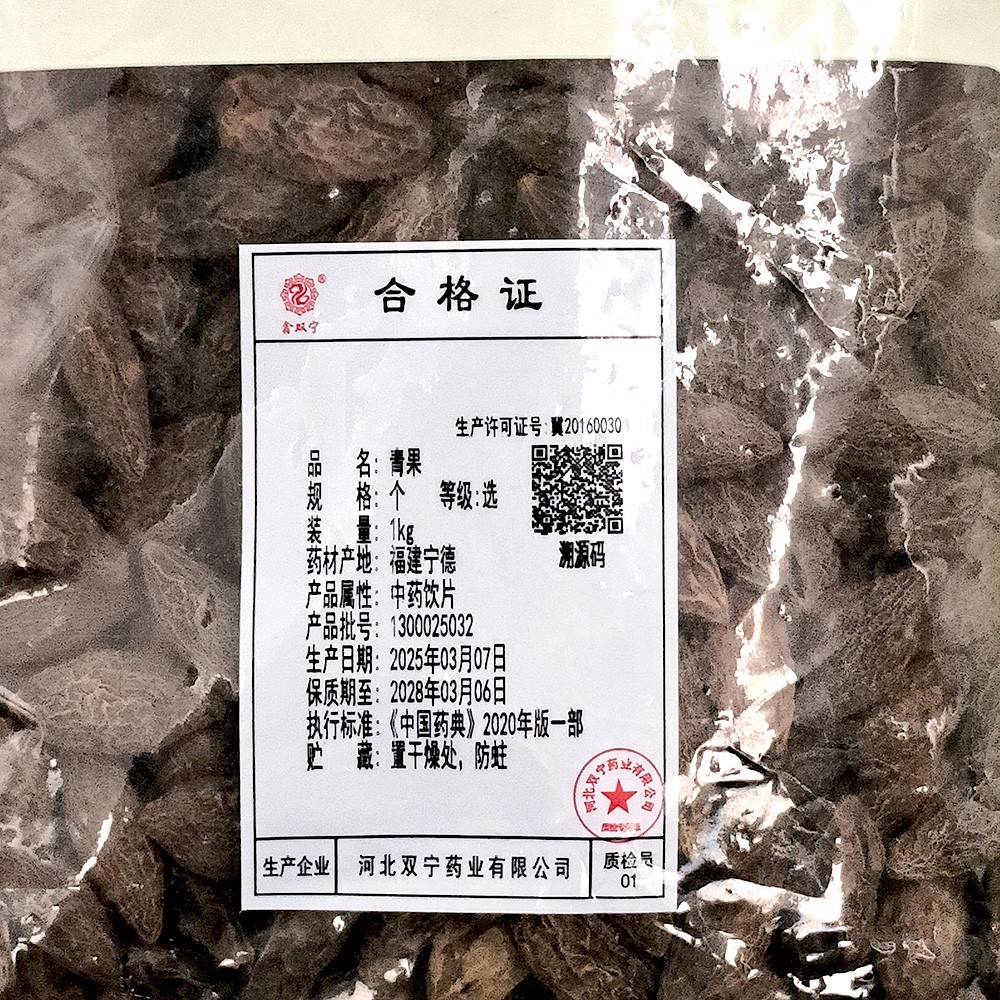 鑫双宁
合格证
生产许可证号:冀20160030
品 名：青果
规 格：个 等级:选
装 量：1kg
溯源码
药材产地：福建宁德
产品属性：中药饮片
产品批号：1300025032
生产日期：2025年03月07日
保质期至：2028年03月06日
执行标准：《中国药典》2020年版一部
贮 藏：置干燥处，防蛀
河北双宁药业有限公司
生产企业 河北双宁药业有限公司 质检员
01